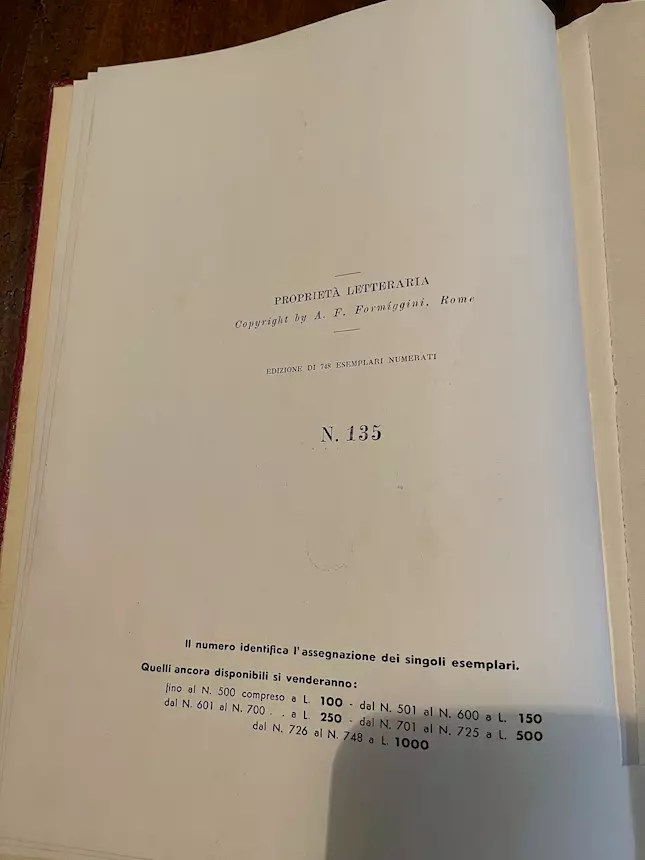 PROPRIETÀ LETTERARIA
Copyright by A. F. Formíggini, Rome
EDIZIONE DI 748 ESEMPLARI NUMERATI
N. 135
Il numero identifica l'assegnazione dei singoli esemplari.
Quelli ancora disponibili si venderanno:
fino al N. 500 compreso a L. 100 - dal N. 501 al N. 600 a L. 150
dal N. 601 al N. 700 . . a L. 250 - dal N. 701 al N. 725 a L. 500
dal N. 726 al N. 748 a L. 1000